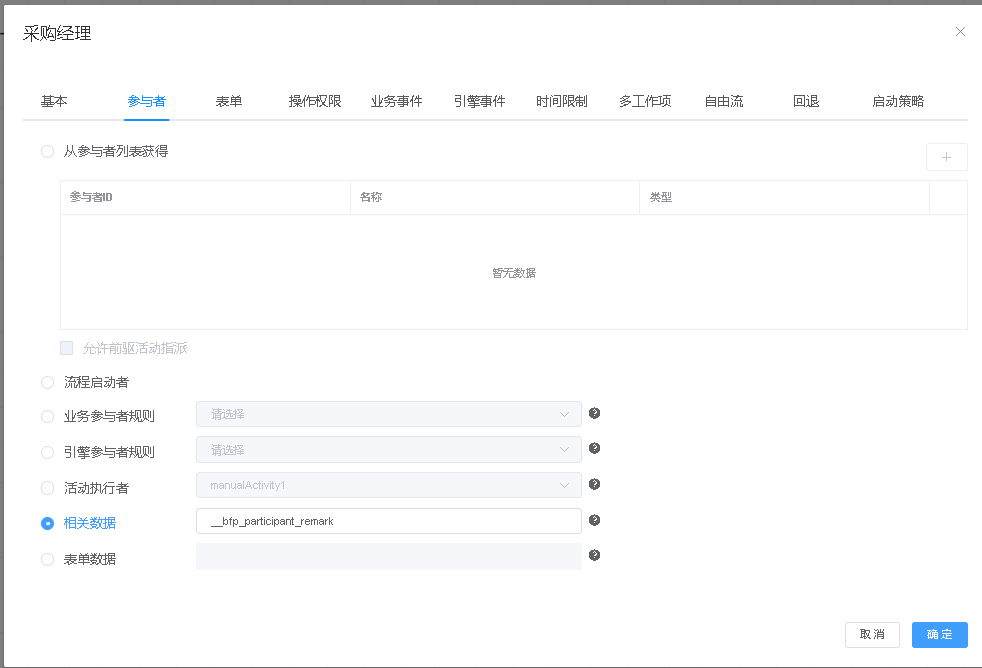 采购经理
基本 参与者 表单 操作权限 业务事件 引擎事件 时间限制 多工作项 自由流 回退 启动策略
从参与者列表获得
参与者ID 名称 类型
暂无数据
允许前驱活动指派
流程启动者
业务参与者规则 请选择
引擎参与者规则 请选择
活动执行者 manualActivity1
相关数据 __bfp_participant_remark
表单数据
取消 确定